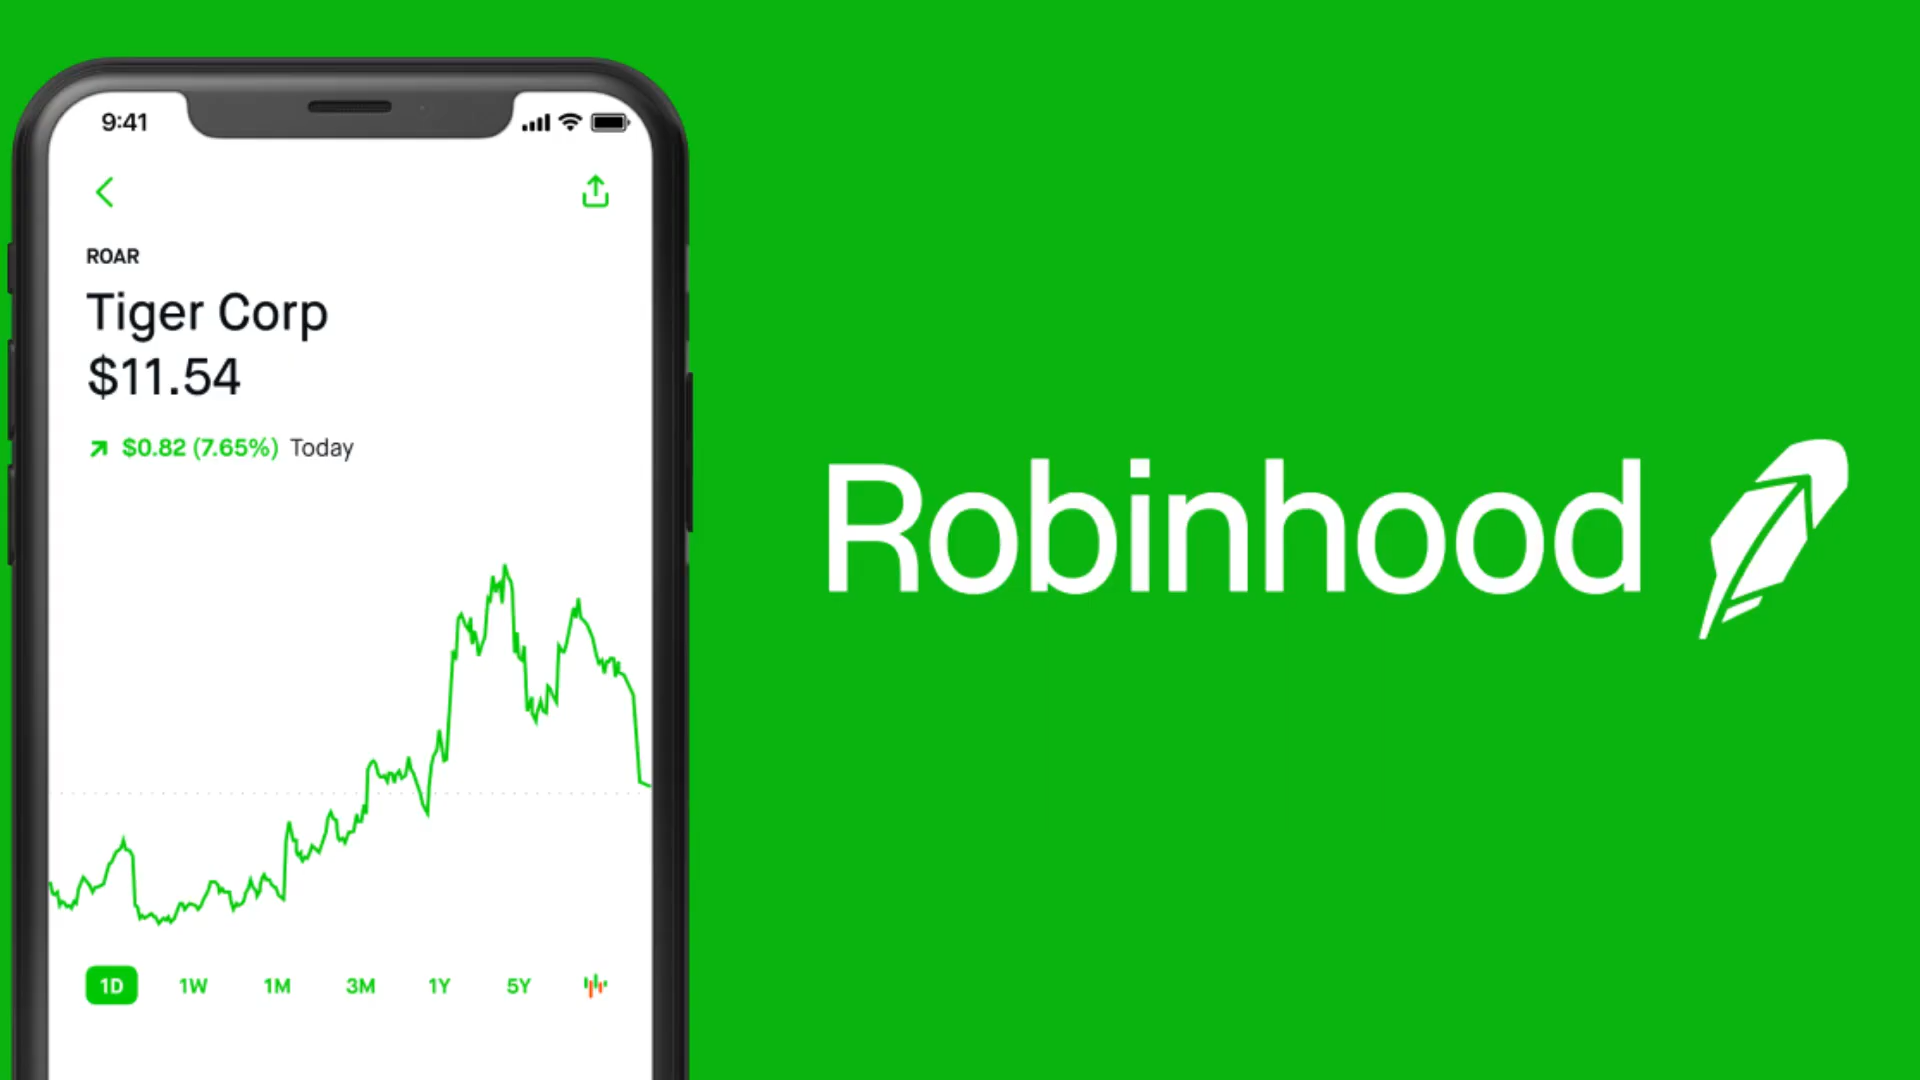 9:41
ROAR
Tiger Corp
$11.54
$0.82 (7.65%) Today
1D 1W 1M 3M 1Y 5Y
Robinhood